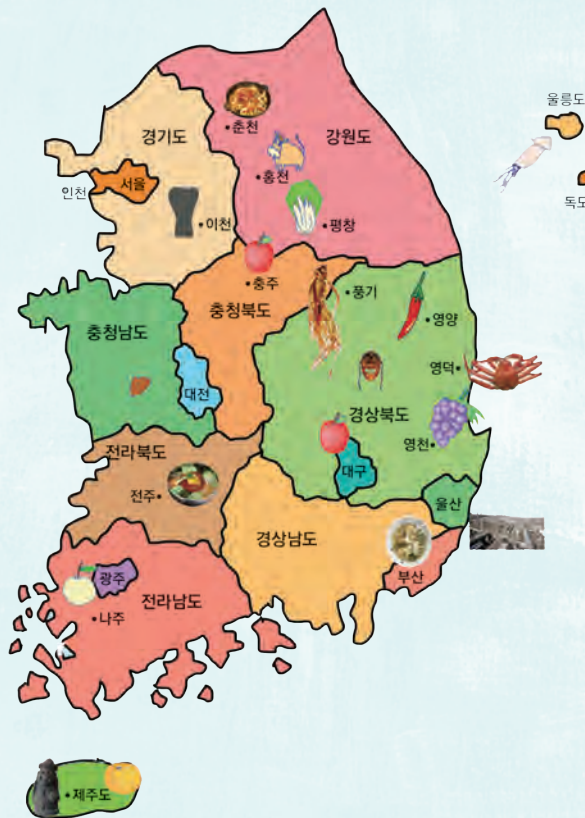 울릉도
독도
경기도
춘천
강원도
홍천
인천
서울
이천
평창
충주
풍기
충청북도
영양
충청남도
영덕
대전
경상북도
영천
대구
전라북도
전주
울산
경상남도
부산
광주
전라남도
나주
제주도